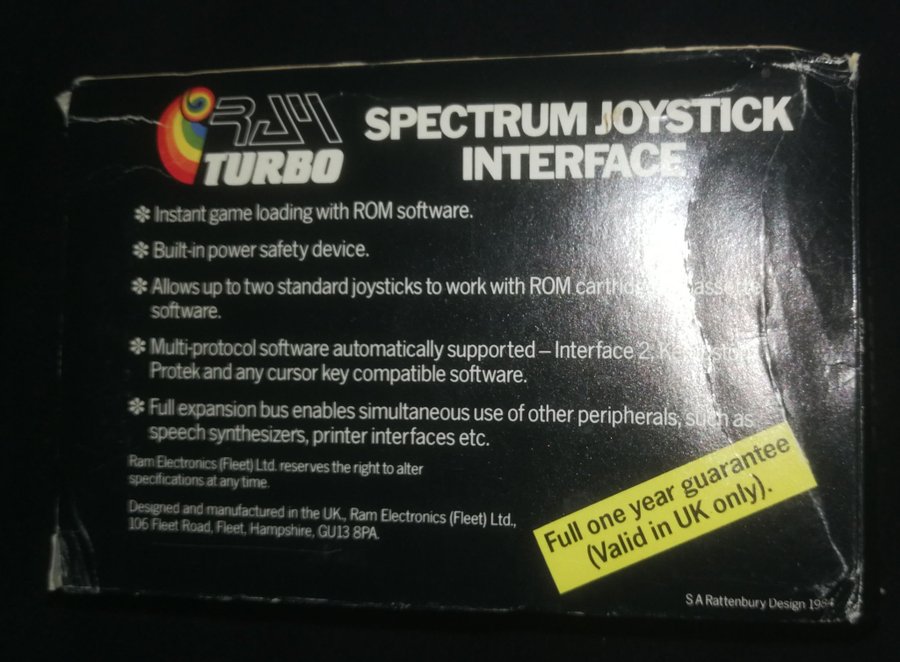 RAM
TURBO
SPECTRUM JOYSTICK
INTERFACE
✻ Instant game loading with ROM software.
✻ Built-in power safety device.
✻ Allows up to two standard joysticks to work with ROM cassette
software.
✻ Multi-protocol software automatically supported – Interface 2, Kempston,
Protek and any cursor key compatible software.
✻ Full expansion bus enables simultaneous use of other peripherals, such as
speech synthesizers, printer interfaces etc.
Ram Electronics (Fleet) Ltd. reserves the right to alter
specifications at any time.
Designed and manufactured in the UK., Ram Electronics (Fleet) Ltd.,
106 Fleet Road, Fleet, Hampshire, GU13 8PA.
Full one year guarantee
(Valid in UK only).
S A Rattenbury Design 1984